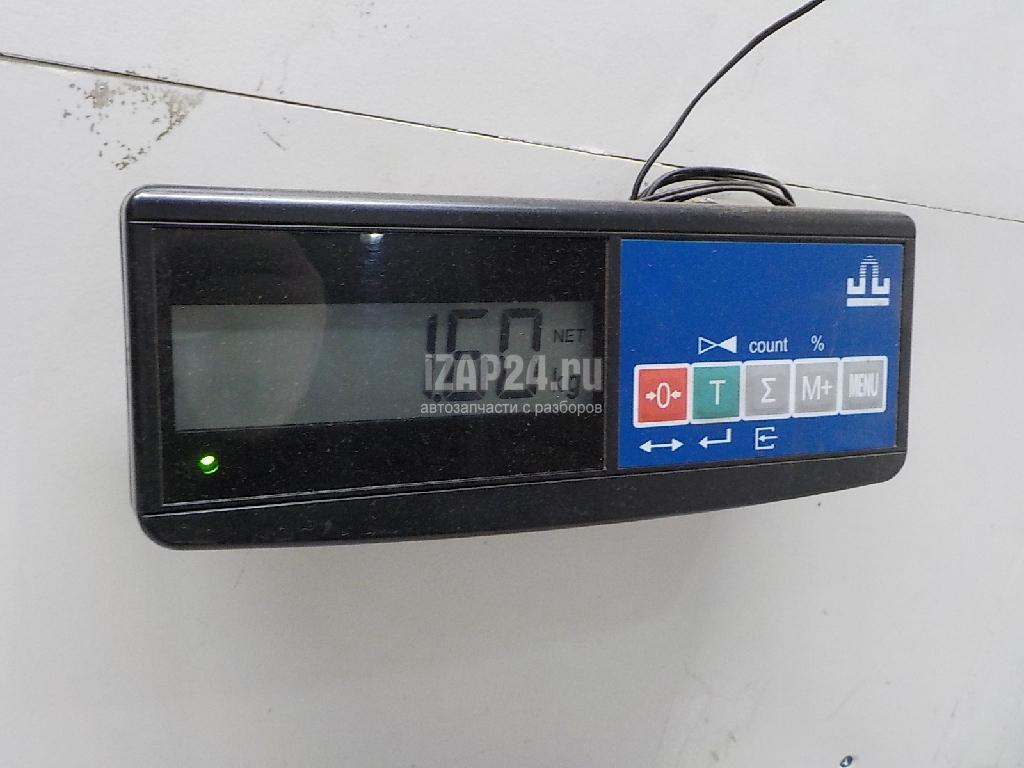 1.60 NET
kg
iZAP24.ru
автозапчасти с разборов
count %
→0← T Σ M+ MENU